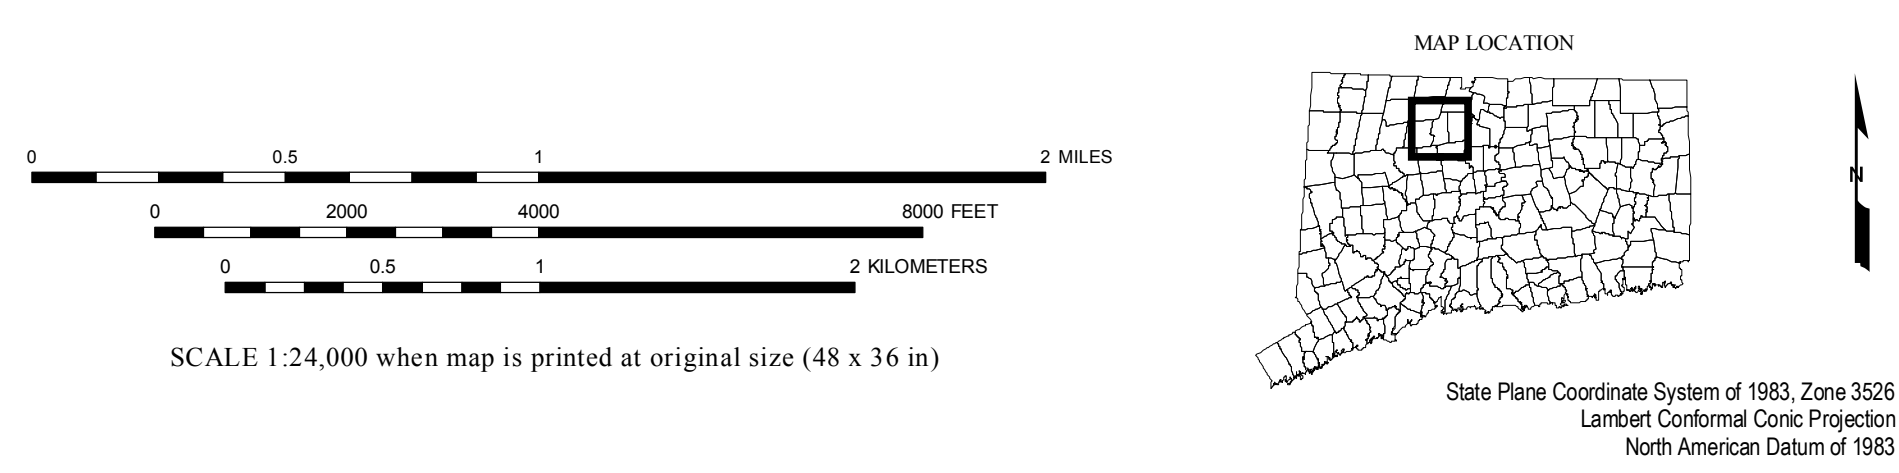 MAP LOCATION
0 0.5 1 2 MILES
0 2000 4000 8000 FEET
0 0.5 1 2 KILOMETERS
SCALE 1:24,000 when map is printed at original size (48 x 36 in)
N
State Plane Coordinate System of 1983, Zone 3526
Lambert Conformal Conic Projection
North American Datum of 1983